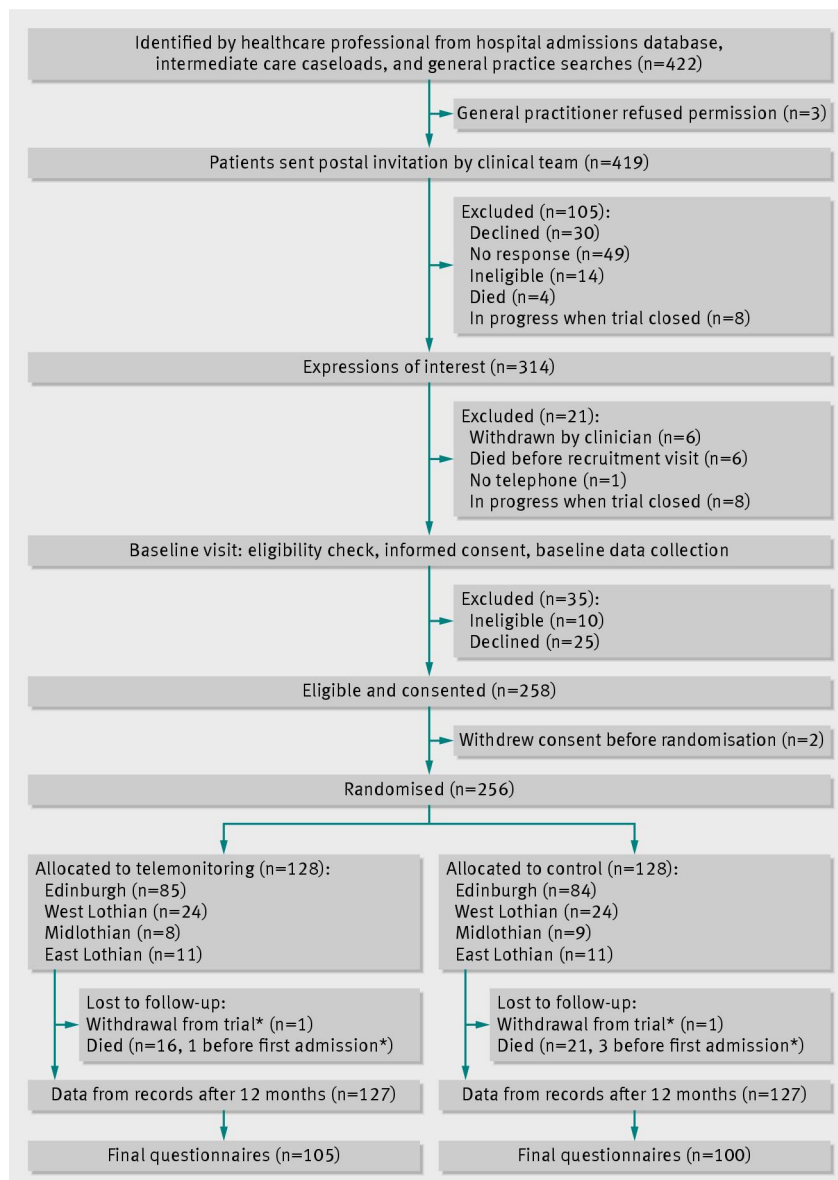 Identified by healthcare professional from hospital admissions database,
intermediate care caseloads, and general practice searches (n=422)
General practitioner refused permission (n=3)
Patients sent postal invitation by clinical team (n=419)
Excluded (n=105):
Declined (n=30)
No response (n=49)
Ineligible (n=14)
Died (n=4)
In progress when trial closed (n=8)
Expressions of interest (n=314)
Excluded (n=21):
Withdrawn by clinician (n=6)
Died before recruitment visit (n=6)
No telephone (n=1)
In progress when trial closed (n=8)
Baseline visit: eligibility check, informed consent, baseline data collection
Excluded (n=35):
Ineligible (n=10)
Declined (n=25)
Eligible and consented (n=258)
Withdrew consent before randomisation (n=2)
Randomised (n=256)
Allocated to telemonitoring (n=128):
Edinburgh (n=85)
West Lothian (n=24)
Midlothian (n=8)
East Lothian (n=11)
Allocated to control (n=128):
Edinburgh (n=84)
West Lothian (n=24)
Midlothian (n=9)
East Lothian (n=11)
Lost to follow-up:
Withdrawal from trial* (n=1)
Died (n=16, 1 before first admission*)
Lost to follow-up:
Withdrawal from trial* (n=1)
Died (n=21, 3 before first admission*)
Data from records after 12 months (n=127)
Data from records after 12 months (n=127)
Final questionnaires (n=105)
Final questionnaires (n=100)